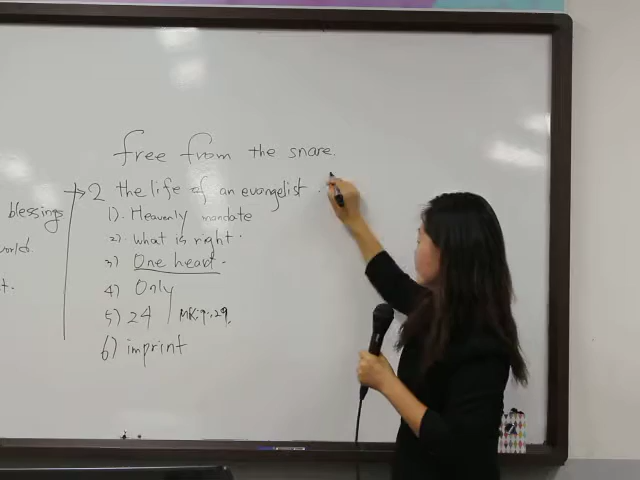 free from the snare.
blessings
world.
t.
→ 2 the life of an evangelist.
1). Heavenly mandate
2). What is right.
3) One heart.
4) Only
5) 24 / MK:9:29.
6) imprint